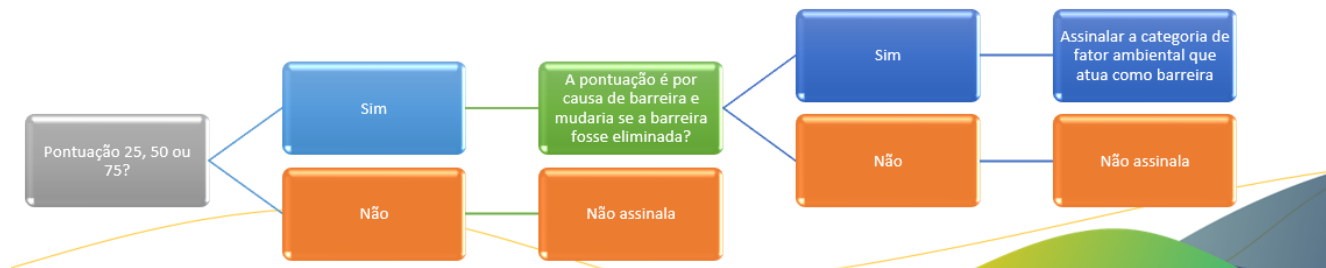 Pontuação 25, 50 ou
75?
Sim
Não
A pontuação é por
causa de barreira e
mudaria se a barreira
fosse eliminada?
Não assinala
Sim
Não
Assinalar a categoria de
fator ambiental que
atua como barreira
Não assinala